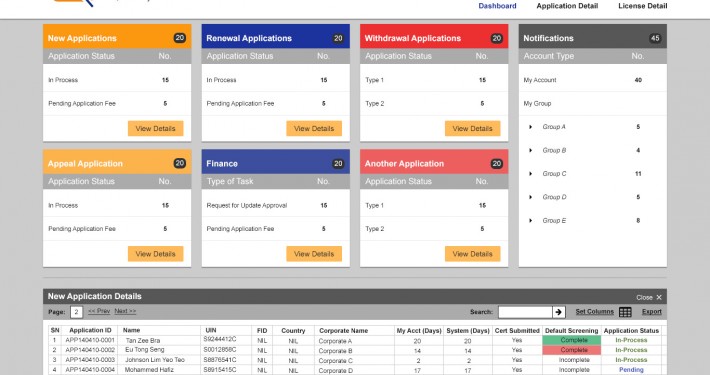 Dashboard Application Detail License Detail
New Applications 20
Application Status No.
In Process 15
Pending Application Fee 5
View Details
Renewal Applications 20
Application Status No.
In Process 15
Pending Application Fee 5
View Details
Withdrawal Applications 20
Application Status No.
Type 1 15
Type 2 5
View Details
Notifications 45
Account Type No.
My Account 40
My Group
Group A 5
Group B 4
Group C 11
Group D 5
Group E 8
Appeal Application 20
Application Status No.
In Process 15
Pending Application Fee 5
View Details
Finance 20
Type of Task No.
Request for Update Approval 15
Pending Application Fee 5
View Details
Another Application 20
Application Status No.
Type 1 15
Type 2 5
View Details
New Application Details Close X
Page: 2 << Prev Next >> Search: Set Columns Export
SN Application ID Name UIN FID Country Corporate Name My Acct (Days) System (Days) Cert Submitted Default Screening Application Status
1 APP140410-0001 Tan Zee Bra S9244412C NIL NIL Corporate A 20 20 Yes Complete In-Process
2 APP140410-0002 Eu Tong Seng S0012858C NIL NIL Corporate B 14 14 Yes Complete In-Process
3 APP140410-0003 Johnson Lim Yeo Teo S8876541C NIL NIL Corporate C 2 2 Yes Incomplete In-Process
4 APP140410-0004 Mohammed Hafiz S8915415C NIL NIL Corporate D 17 17 Yes Incomplete Pending